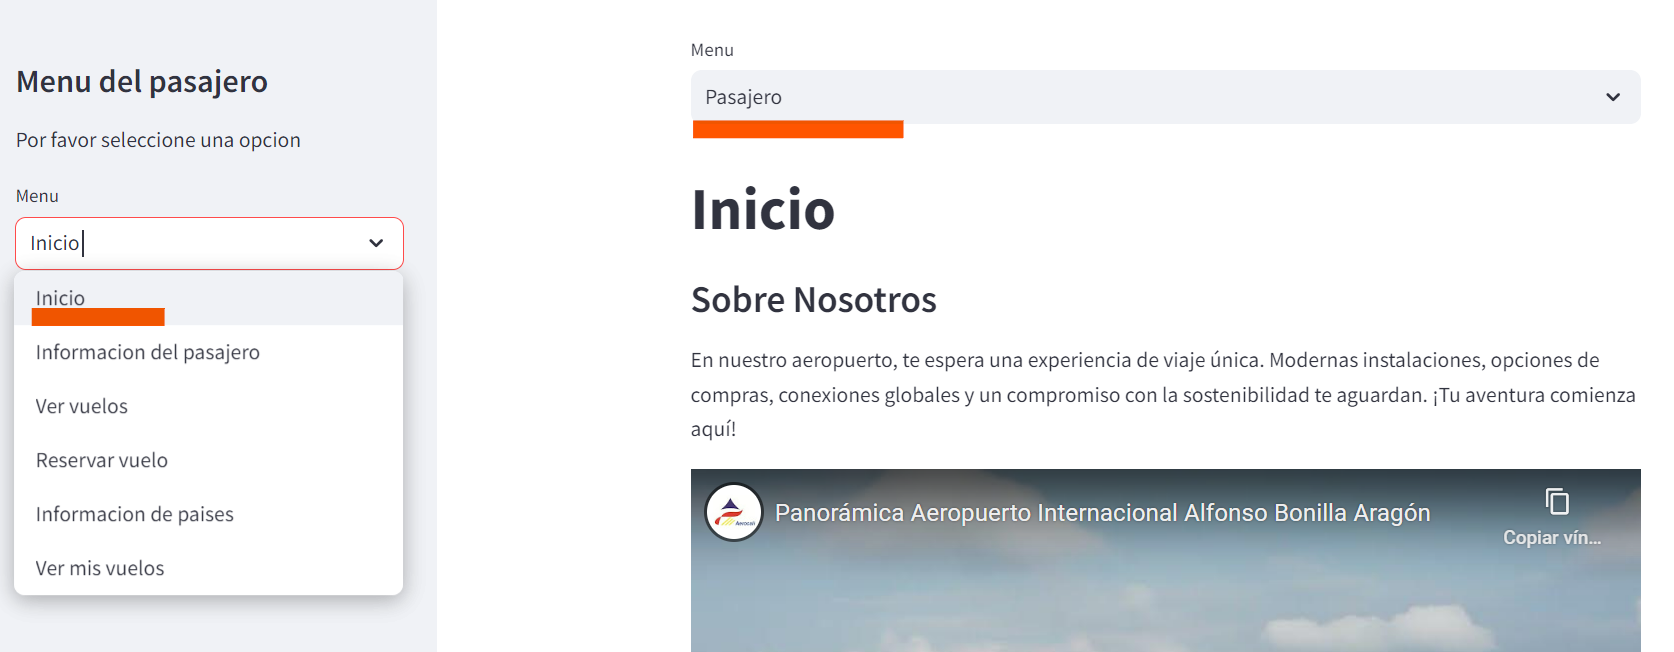 Menu del pasajero
Por favor seleccione una opcion
Menu
Inicio
Inicio
Informacion del pasajero
Ver vuelos
Reservar vuelo
Informacion de paises
Ver mis vuelos
Menu
Pasajero
Inicio
Sobre Nosotros
En nuestro aeropuerto, te espera una experiencia de viaje única. Modernas instalaciones, opciones de
compras, conexiones globales y un compromiso con la sostenibilidad te aguardan. ¡Tu aventura comienza
aquí!
Aerocali
Panorámica Aeropuerto Internacional Alfonso Bonilla Aragón
Copiar vín...